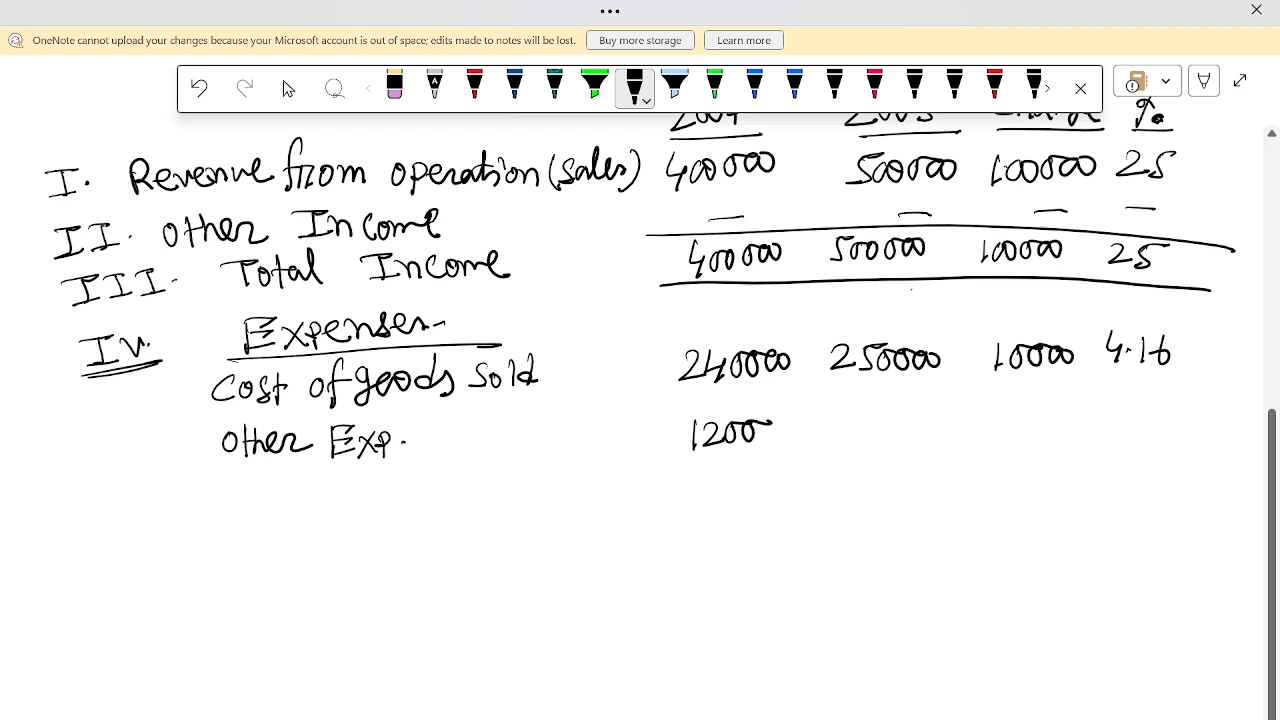 OneNote cannot upload your changes because your Microsoft account is out of space; edits made to notes will be lost. Buy more storage Learn more
%
I. Revenue from operation (sales) 400000 500000 100000 25
II. Other Income — — — —
III. Total Income 400000 500000 100000 25
Iv. Expenses.
Cost of goods Sold 240000 250000 10000 4.16
Other Exp. 1200